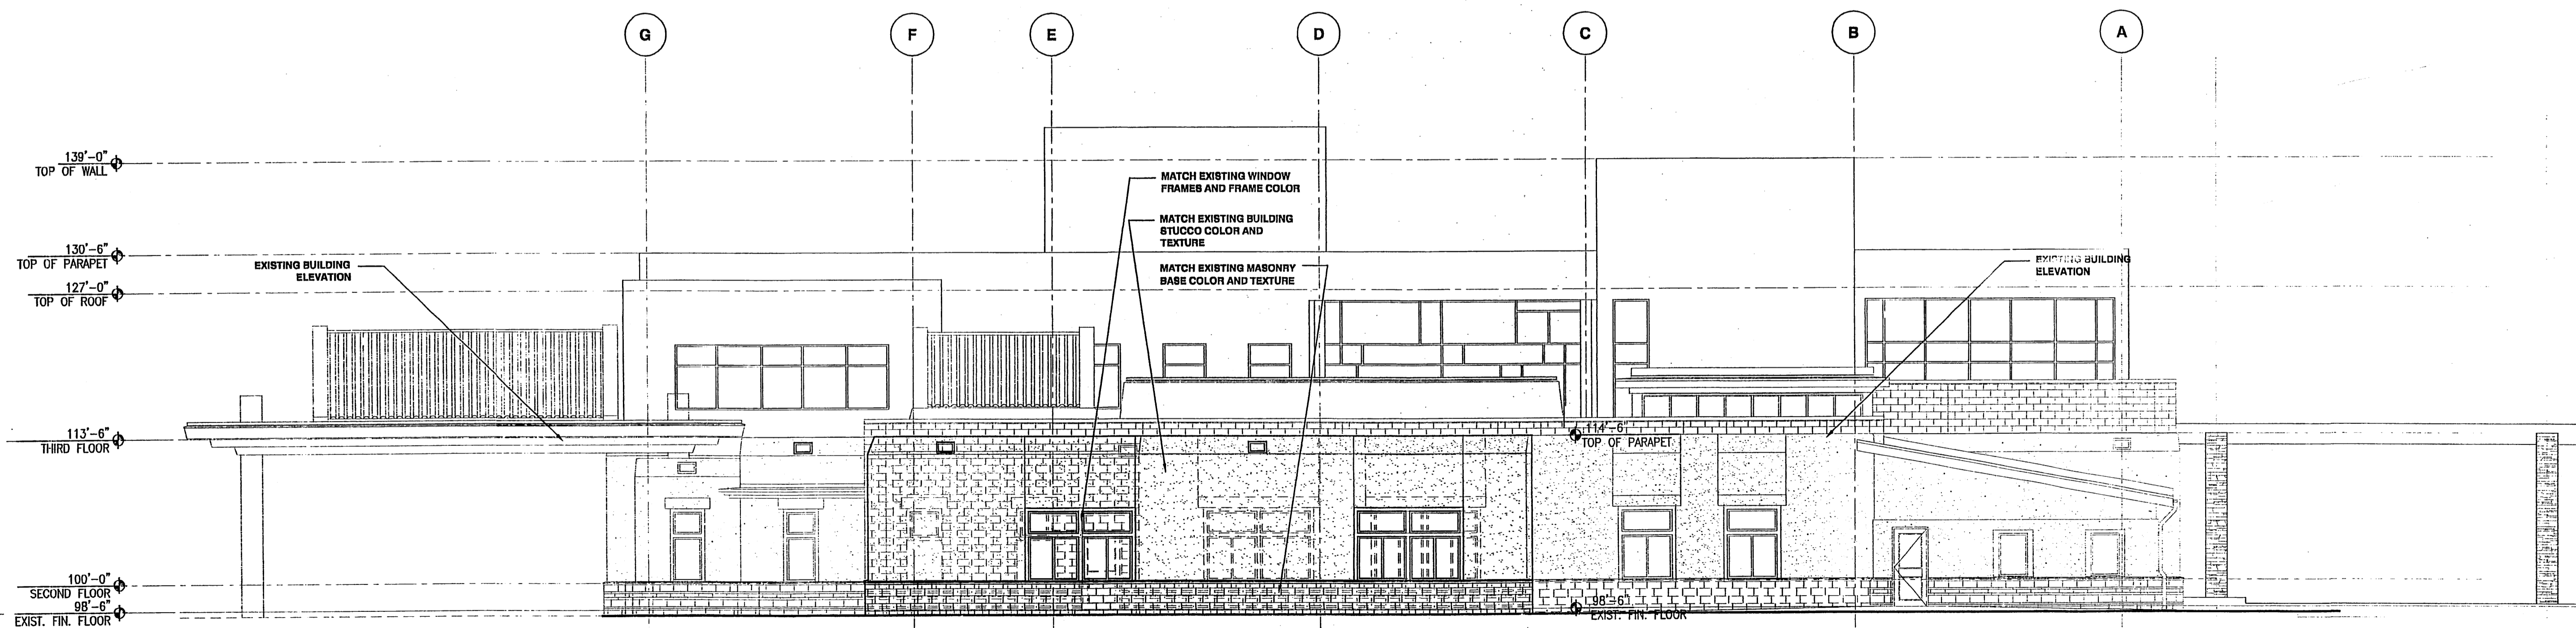 G
F
E
D
C
B
A
139'-0"
TOP OF WALL
130'-6"
TOP OF PARAPET
127'-0"
TOP OF ROOF
113'-6"
THIRD FLOOR
100'-0"
SECOND FLOOR
98'-6"
EXIST. FIN. FLOOR
EXISTING BUILDING
ELEVATION
MATCH EXISTING WINDOW
FRAMES AND FRAME COLOR
MATCH EXISTING BUILDING
STUCCO COLOR AND
TEXTURE
MATCH EXISTING MASONRY
BASE COLOR AND TEXTURE
EXISTING BUILDING
ELEVATION
114'-6"
TOP OF PARAPET
98'-6"
EXIST. FIN. FLOOR